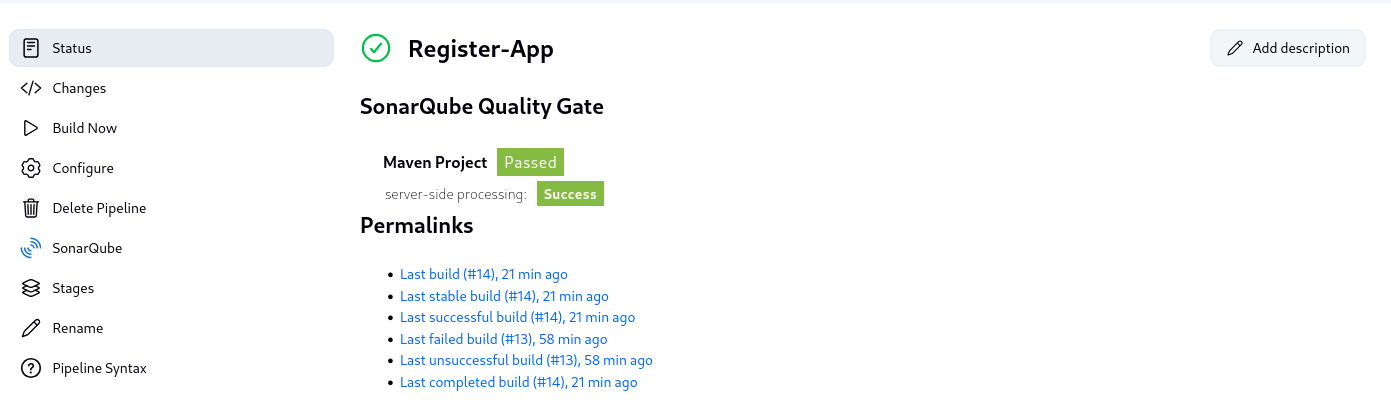 Status
Changes
Build Now
Configure
Delete Pipeline
SonarQube
Stages
Rename
Pipeline Syntax
Register-App
Add description
SonarQube Quality Gate
Maven Project Passed
server-side processing: Success
Permalinks
Last build (#14), 21 min ago
Last stable build (#14), 21 min ago
Last successful build (#14), 21 min ago
Last failed build (#13), 58 min ago
Last unsuccessful build (#13), 58 min ago
Last completed build (#14), 21 min ago